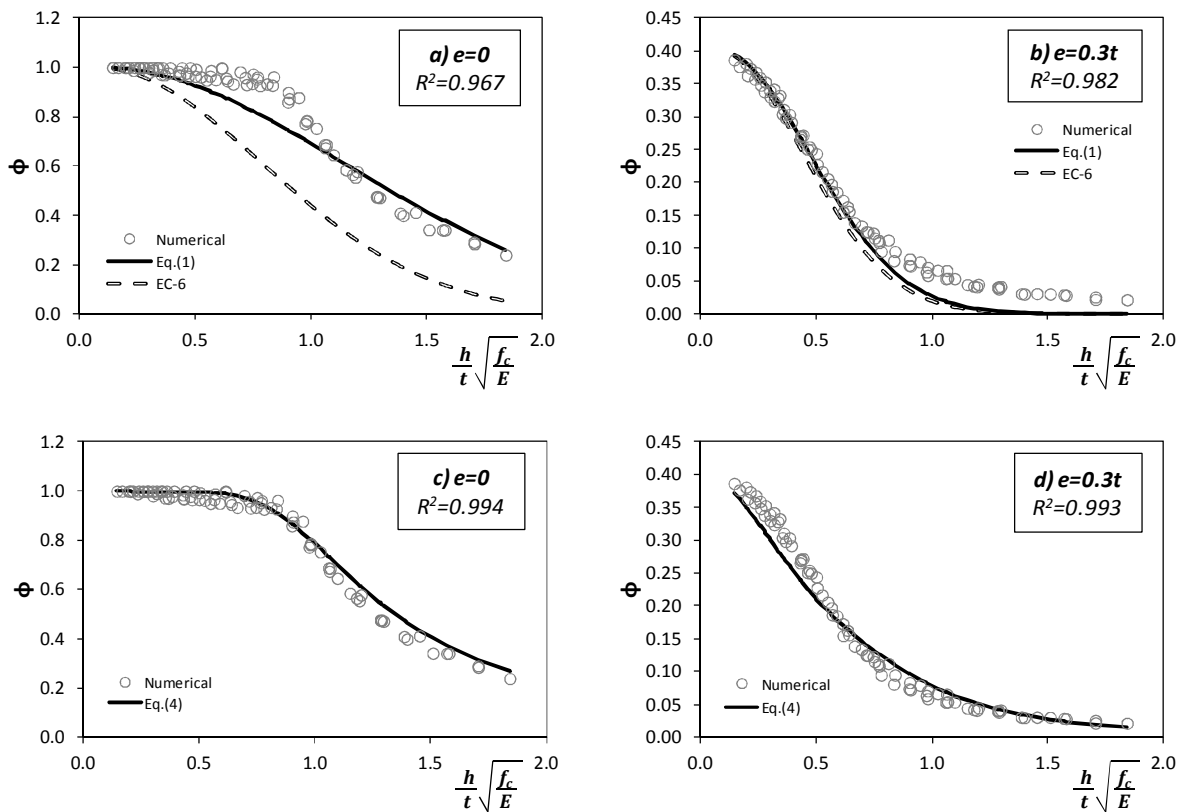 1.2
1.0
0.8
0.6
0.4
0.2
0.0
ϕ
a) e=0
R²=0.967
Numerical
Eq.(1)
EC-6
0.0 0.5 1.0 1.5 2.0
h/t √(f_c/E)
0.45
0.40
0.35
0.30
0.25
0.20
0.15
0.10
0.05
0.00
ϕ
b) e=0.3t
R²=0.982
Numerical
Eq.(1)
EC-6
0.0 0.5 1.0 1.5 2.0
h/t √(f_c/E)
1.2
1.0
0.8
0.6
0.4
0.2
0.0
ϕ
c) e=0
R²=0.994
Numerical
Eq.(4)
0.0 0.5 1.0 1.5 2.0
h/t √(f_c/E)
0.45
0.40
0.35
0.30
0.25
0.20
0.15
0.10
0.05
0.00
ϕ
d) e=0.3t
R²=0.993
Numerical
Eq.(4)
0.0 0.5 1.0 1.5 2.0
h/t √(f_c/E)